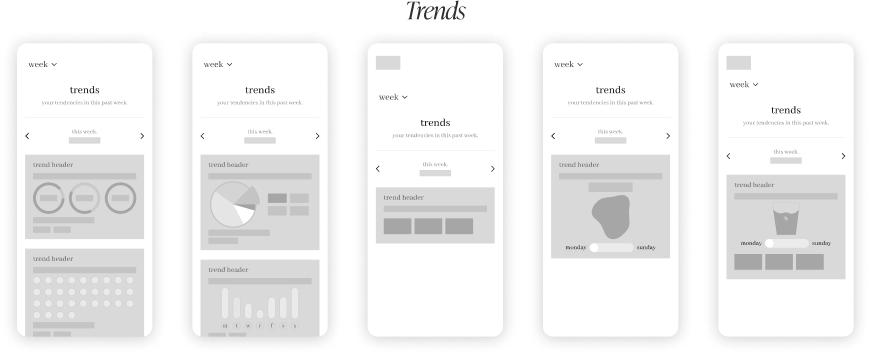 Trends
week
trends
your tendencies in this past week.
this week.
trend header
trend header
week
trends
your tendencies in this past week.
this week.
trend header
trend header
m t w r f s s
week
trends
your tendencies in this past week.
this week.
trend header
week
trends
your tendencies in this past week.
this week.
trend header
monday sunday
week
trends
your tendencies in this past week.
this week.
trend header
monday sunday